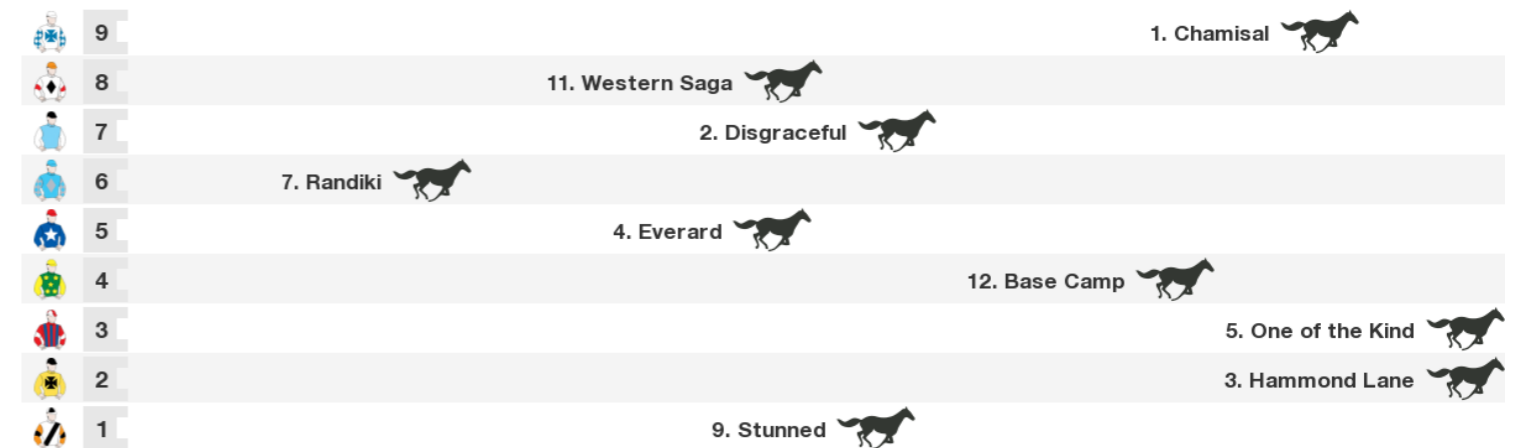 9 1. Chamisal
8 11. Western Saga
7 2. Disgraceful
6 7. Randiki
5 4. Everard
4 12. Base Camp
3 5. One of the Kind
2 3. Hammond Lane
1 9. Stunned